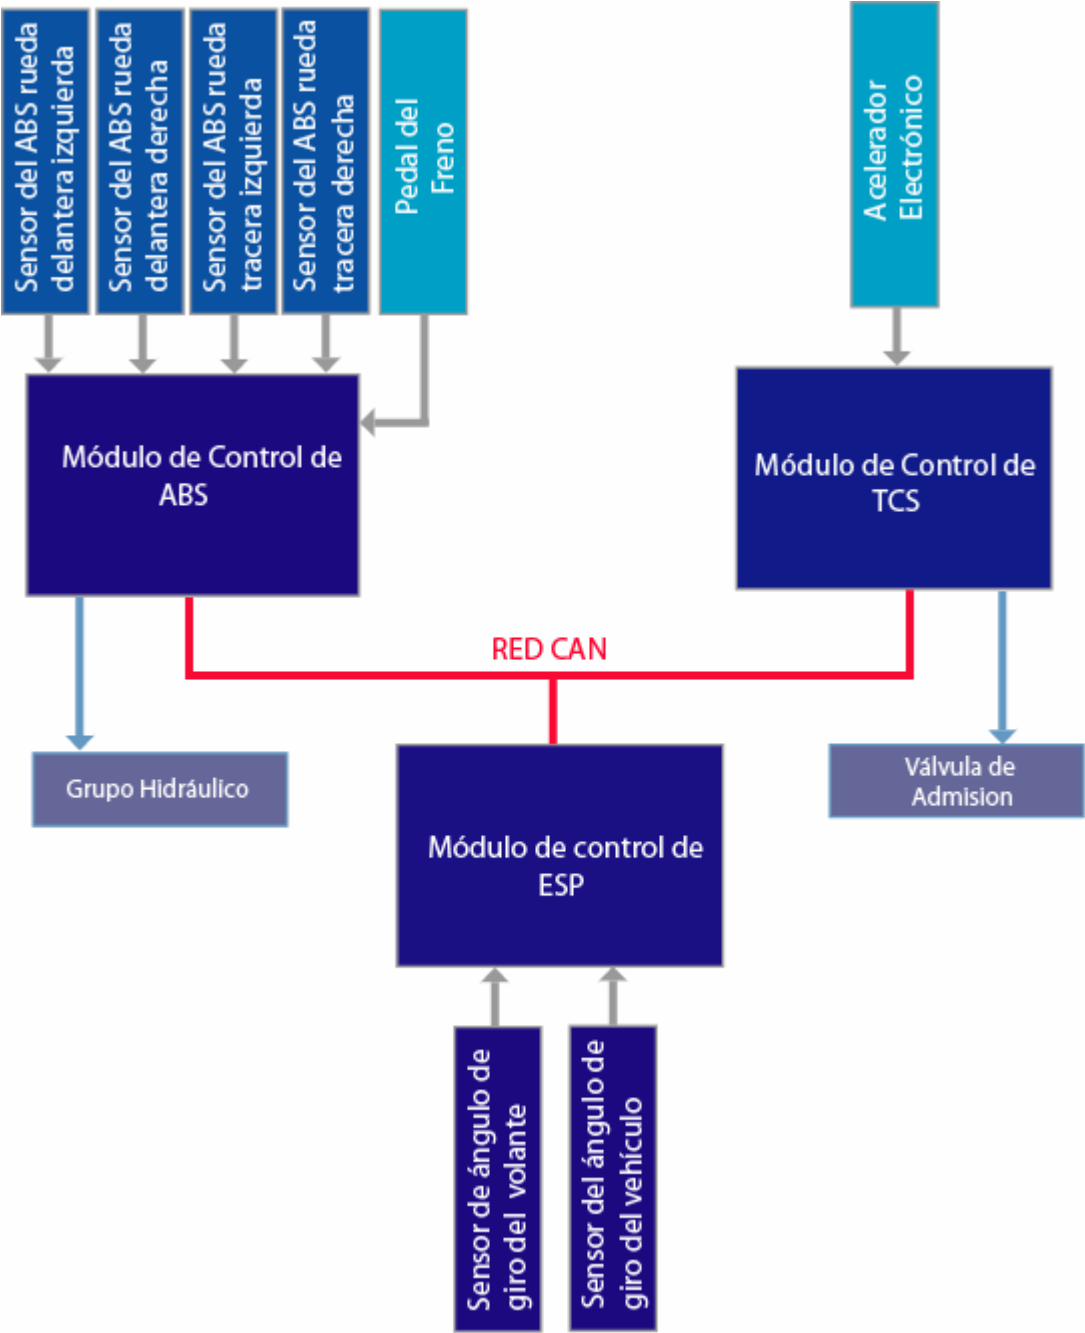 Sensor del ABS rueda
delantera izquierda
Sensor del ABS rueda
delantera derecha
Sensor del ABS rueda
tracera izquierda
Sensor del ABS rueda
tracera derecha
Pedal del
Freno
Acelerador
Electrónico
Módulo de Control de
ABS
Módulo de Control de
TCS
RED CAN
Grupo Hidráulico
Válvula de
Admision
Módulo de control de
ESP
Sensor de ángulo de
giro del volante
Sensor del ángulo de
giro del vehículo